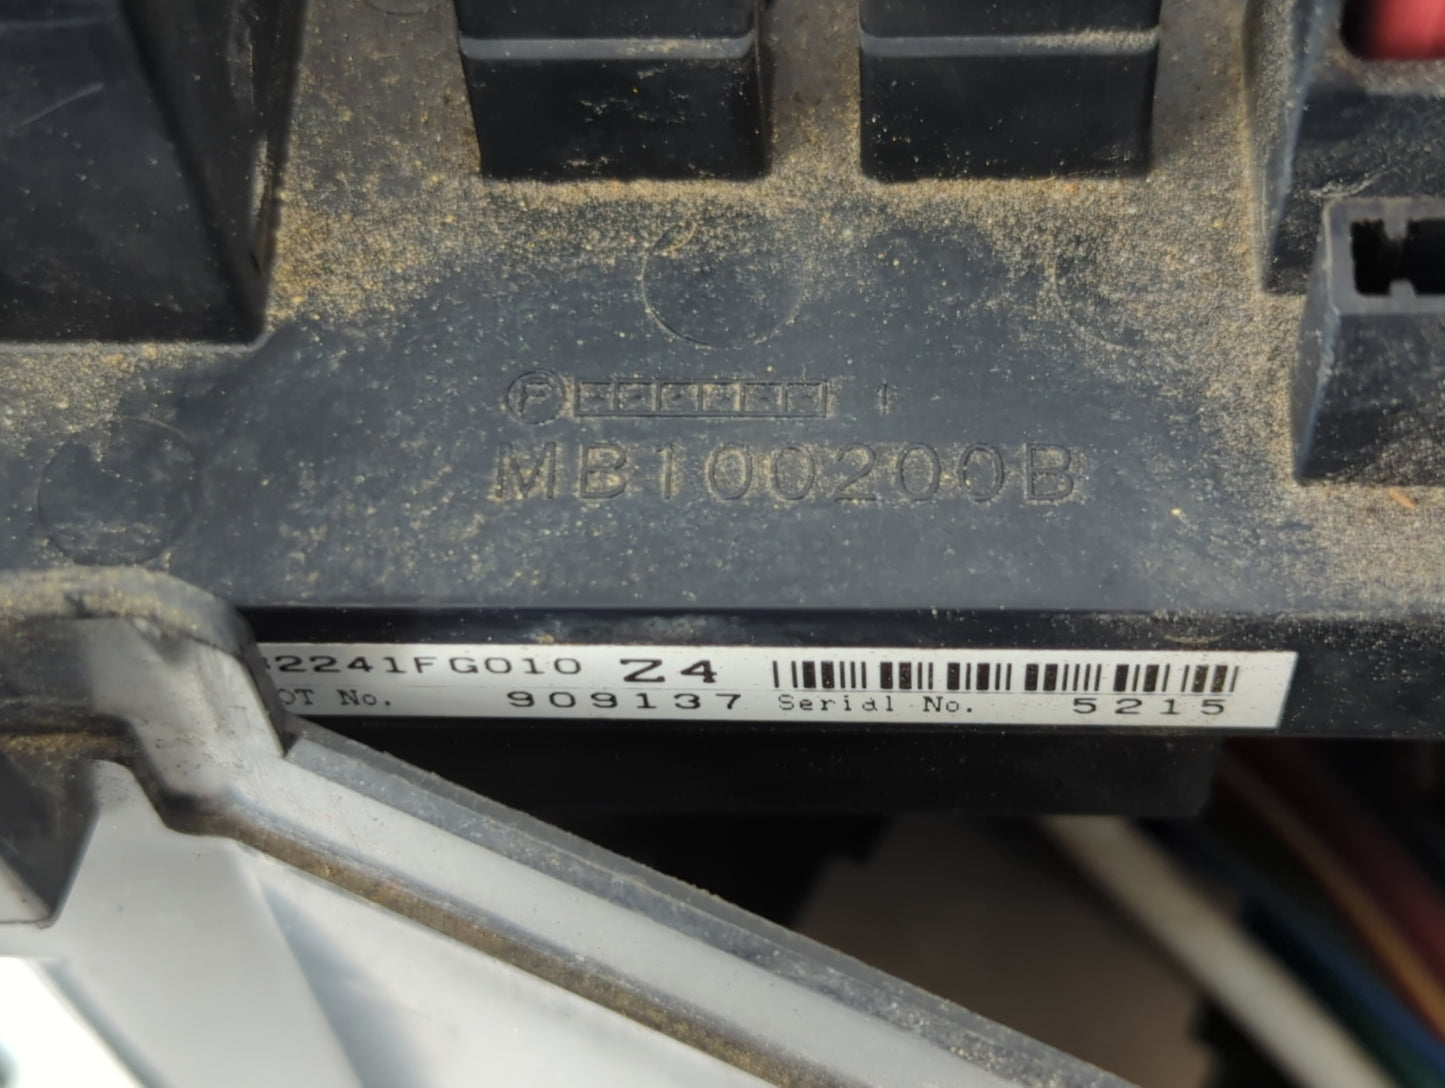 F
MB100200B
2241FG010 Z4
OT No. 909137 Serial No. 5215